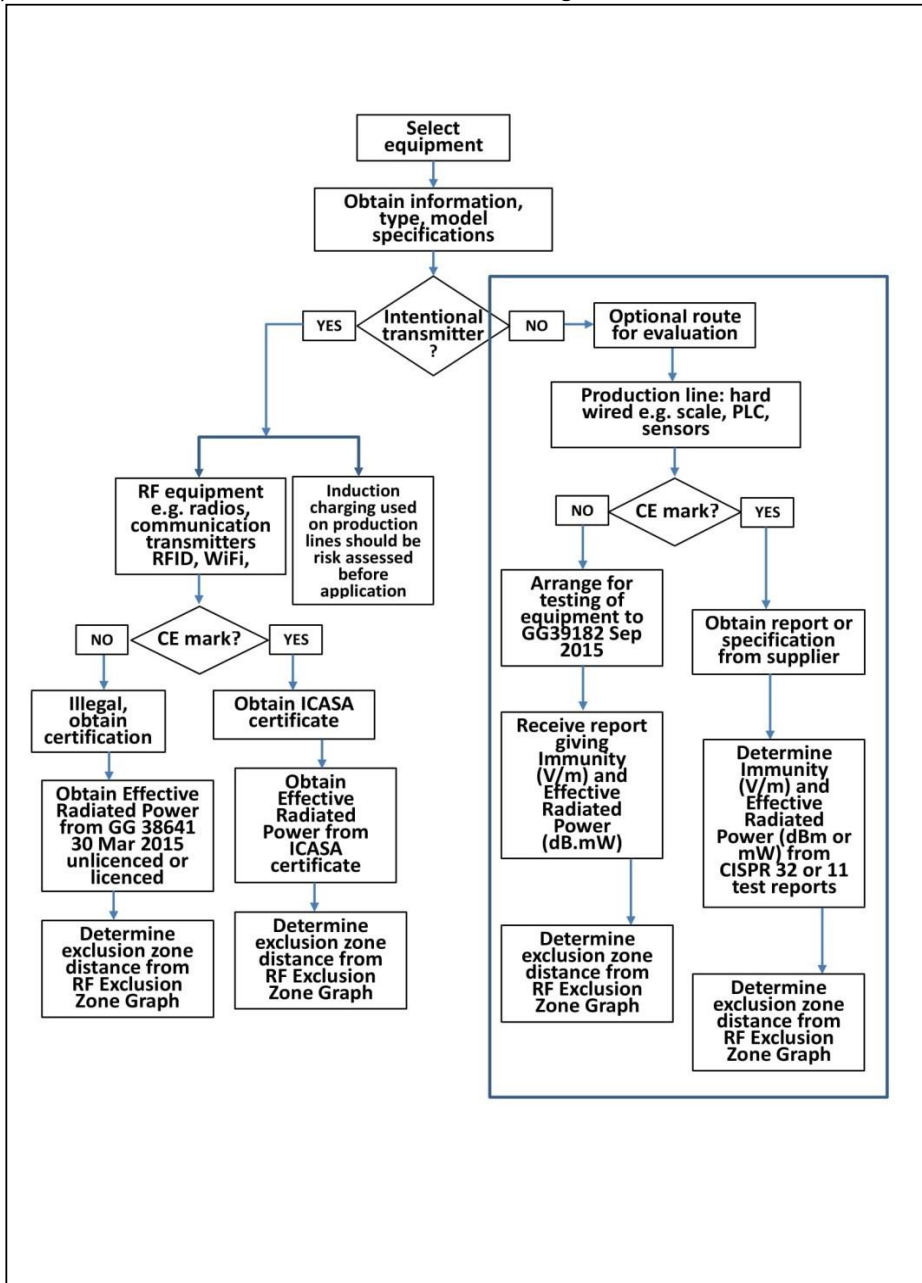 Select
equipment
Obtain information,
type, model
specifications
Intentional
transmitter
?
YES
NO
Optional route
for evaluation
Production line: hard
wired e.g. scale, PLC,
sensors
RF equipment
e.g. radios,
communication
transmitters
RFID, WiFi,
Induction
charging used
on production
lines should be
risk assessed
before
application
NO
CE mark?
YES
NO
CE mark?
YES
Illegal,
obtain
certification
Obtain ICASA
certificate
Arrange for
testing of
equipment to
GG39182 Sep
2015
Obtain report or
specification
from supplier
Obtain Effective
Radiated Power
from GG 38641
30 Mar 2015
unlicenced or
licenced
Obtain
Effective
Radiated
Power from
ICASA
certificate
Receive report
giving
Immunity
(V/m) and
Effective
Radiated
Power
(dB.mW)
Determine
Immunity
(V/m) and
Effective
Radiated
Power (dBm or
mW) from
CISPR 32 or 11
test reports
Determine
exclusion zone
distance from
RF Exclusion
Zone Graph
Determine
exclusion zone
distance from
RF Exclusion
Zone Graph
Determine
exclusion zone
distance from
RF Exclusion
Zone Graph
Determine
exclusion zone
distance from
RF Exclusion
Zone Graph